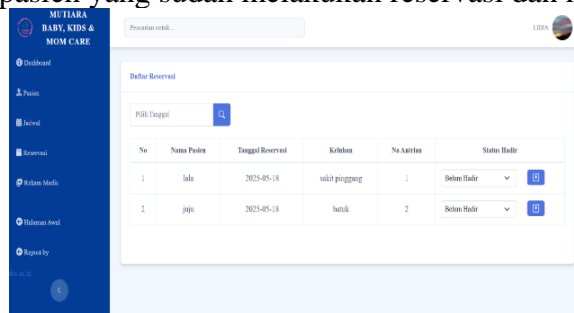 pasien yang sudah melakukan reservasi dan
MUTIARA
BABY, KIDS &
MOM CARE
Pencarian untuk...
LIDIA
Dashboard
Pasien
Jadwal
Reservasi
Rekam Medis
Halaman Awal
Repost by
Daftar Reservasi
Pilih Tanggal
No Nama Pasien Tanggal Reservasi Keluhan No Antrian Status Hadir
1 lala 2025-05-18 sakit pinggang 1 Belum Hadir
2 juju 2025-05-18 batuk 2 Belum Hadir